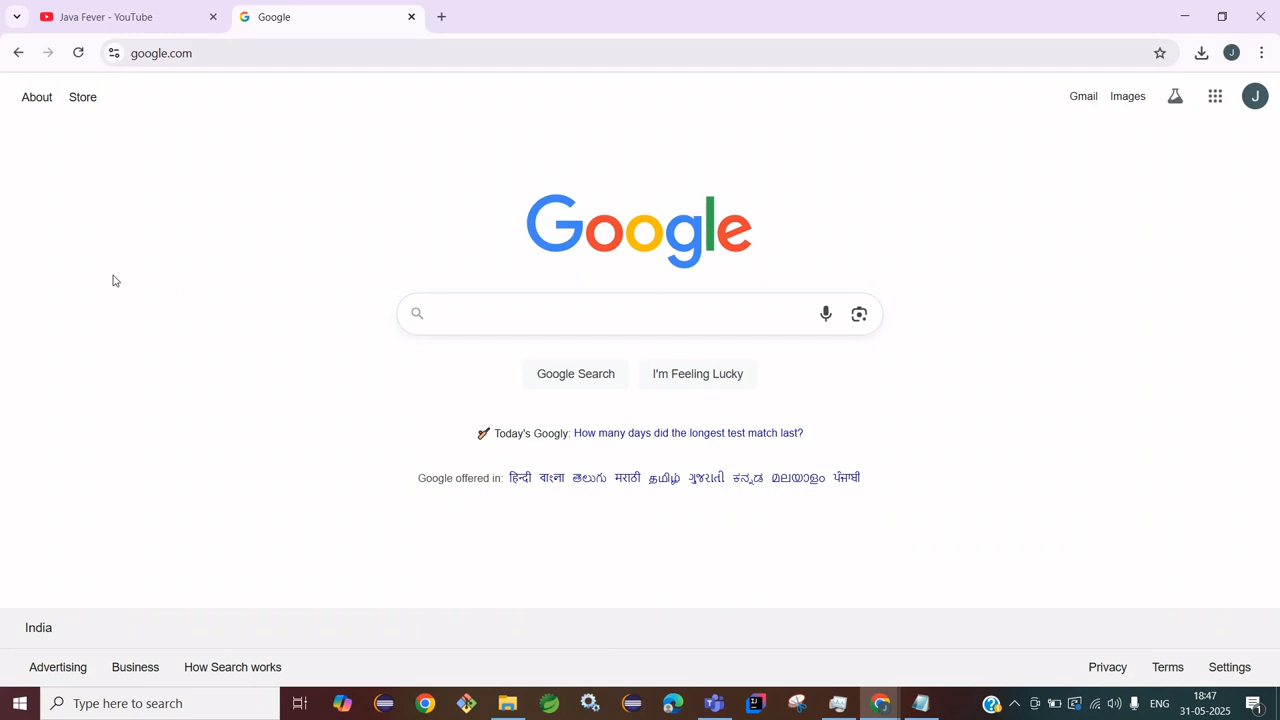 Java Fever - YouTube
Google
google.com
About Store
Gmail Images
J
Google
Google Search I'm Feeling Lucky
Today's Googly: How many days did the longest test match last?
Google offered in: हिन्दी বাংলা తెలుగు मराठी தமிழ் ગુજરાતી ಕನ್ನಡ മലയാളം ਪੰਜਾਬੀ
India
Advertising Business How Search works
Privacy Terms Settings
Type here to search
ENG
18:47
31-05-2025